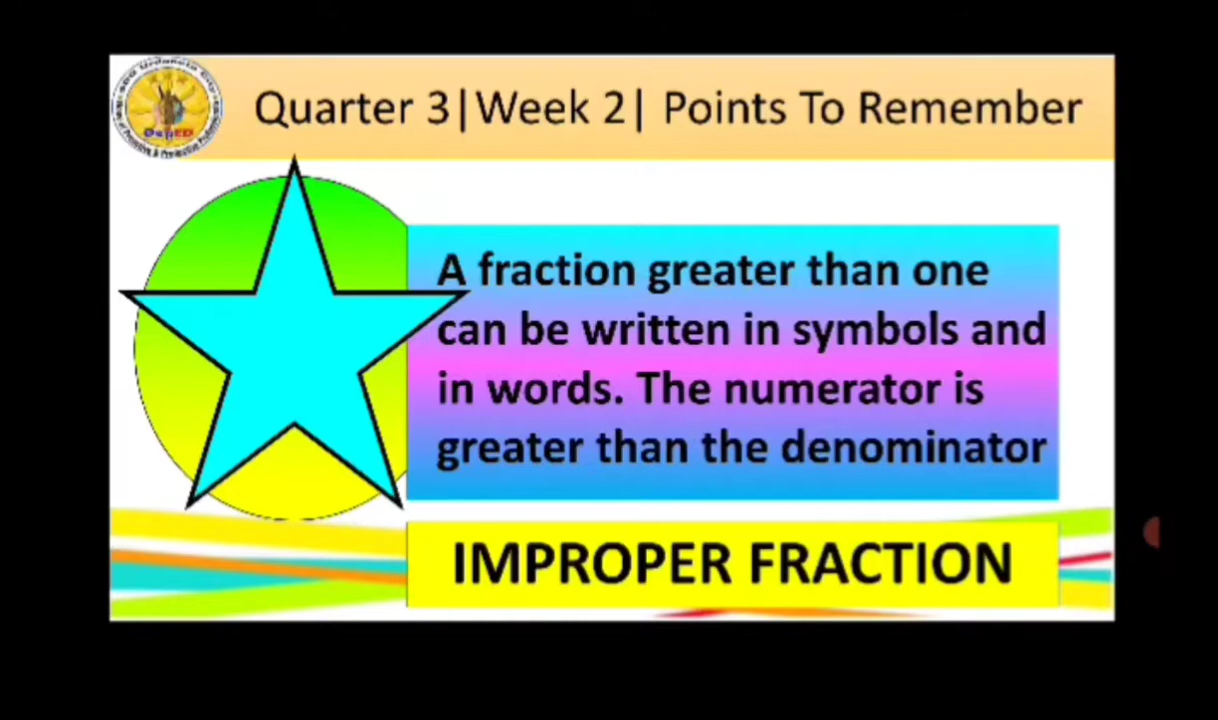 Quarter 3|Week 2| Points To Remember
DepED
A fraction greater than one
can be written in symbols and
in words. The numerator is
greater than the denominator
IMPROPER FRACTION